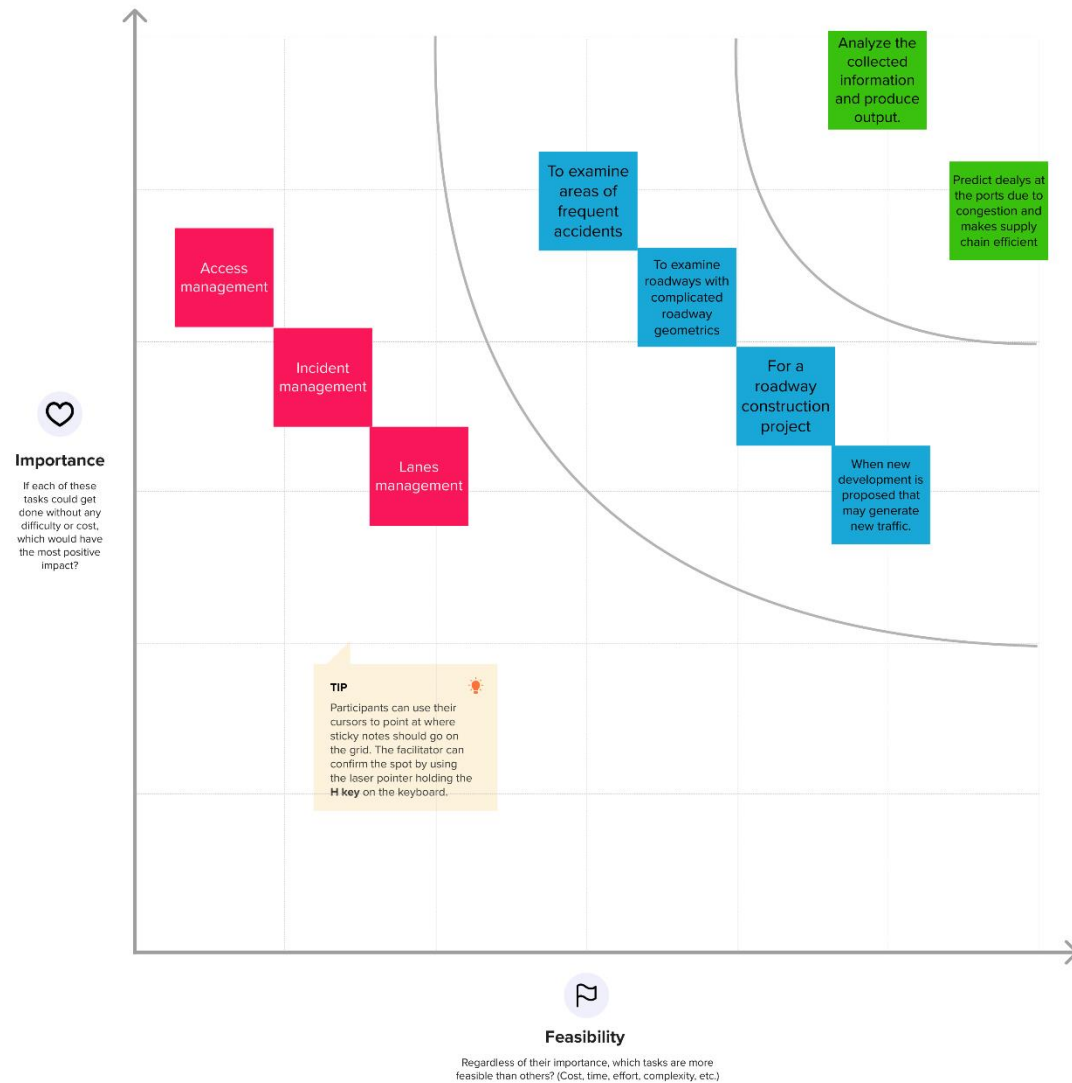 Analyze the
collected
information
and produce
output.
Predict dealys at
the ports due to
congestion and
makes supply
chain efficient
To examine
areas of
frequent
accidents
To examine
roadways with
complicated
roadway
geometrics
For a
roadway
construction
project
When new
development is
proposed that
may generate
new traffic.
Access
management
Incident
management
Lanes
management
Importance
If each of these
tasks could get
done without any
difficulty or cost,
which would have
the most positive
impact?
TIP
Participants can use their
cursors to point at where
sticky notes should go on
the grid. The facilitator can
confirm the spot by using
the laser pointer holding the
H key on the keyboard.
Feasibility
Regardless of their importance, which tasks are more
feasible than others? (Cost, time, effort, complexity, etc.)